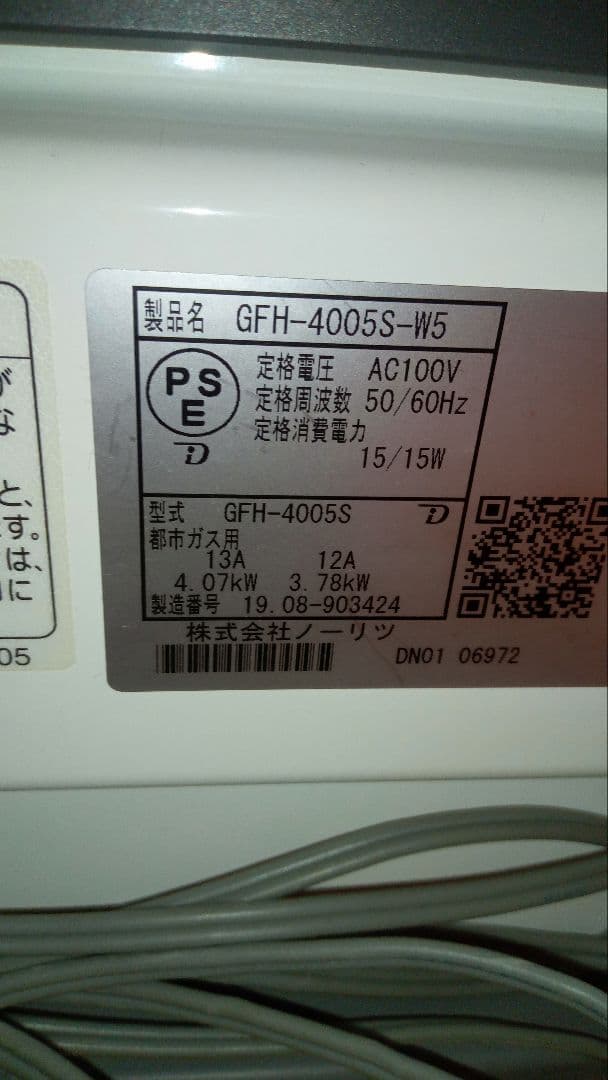 製品名 GFH-4005S-W5
PS
E
定格電圧 AC100V
定格周波数 50/60Hz
定格消費電力
15/15W
型式 GFH-4005S
都市ガス用
13A 12A
4.07kW 3.78kW
製造番号 19.08-903424
株式会社ノーリツ
DN01 06972
が
な
と、
す。
は、
に
05